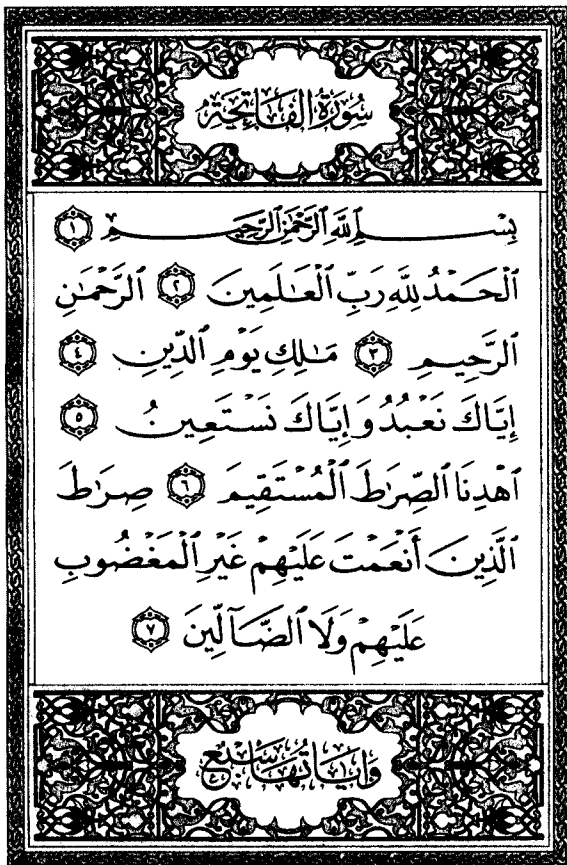 سُورَةُ الفَاتِحَةِ
بِسْمِ ٱللَّهِ ٱلرَّحْمَٰنِ ٱلرَّحِيمِ ١
ٱلْحَمْدُ لِلَّهِ رَبِّ ٱلْعَٰلَمِينَ ٢ ٱلرَّحْمَٰنِ
ٱلرَّحِيمِ ٣ مَٰلِكِ يَوْمِ ٱلدِّينِ ٤
إِيَّاكَ نَعْبُدُ وَإِيَّاكَ نَسْتَعِينُ ٥
ٱهْدِنَا ٱلصِّرَٰطَ ٱلْمُسْتَقِيمَ ٦ صِرَٰطَ
ٱلَّذِينَ أَنْعَمْتَ عَلَيْهِمْ غَيْرِ ٱلْمَغْضُوبِ
عَلَيْهِمْ وَلَا ٱلضَّآلِّينَ ٧
وَآيَاتُهَا سَبْعٌ